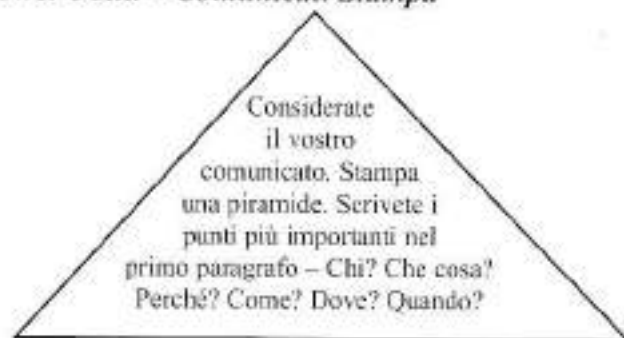 Stampa
Considerate
il vostro
comunicato. Stampa
una piramide. Scrivete i
punti più importanti nel
primo paragrafo – Chi? Che cosa?
Perché? Come? Dove? Quando?